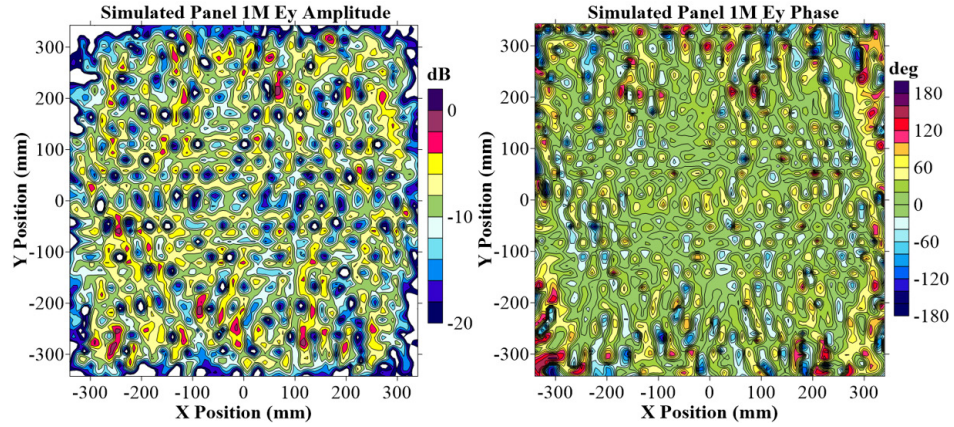 Simulated Panel 1M Ey Amplitude
Y Position (mm)
300
200
100
0
-100
-200
-300
-300 -200 -100 0 100 200 300
X Position (mm)
dB
0
-10
-20
Simulated Panel 1M Ey Phase
Y Position (mm)
300
200
100
0
-100
-200
-300
-300 -200 -100 0 100 200 300
X Position (mm)
deg
180
120
60
0
-60
-120
-180